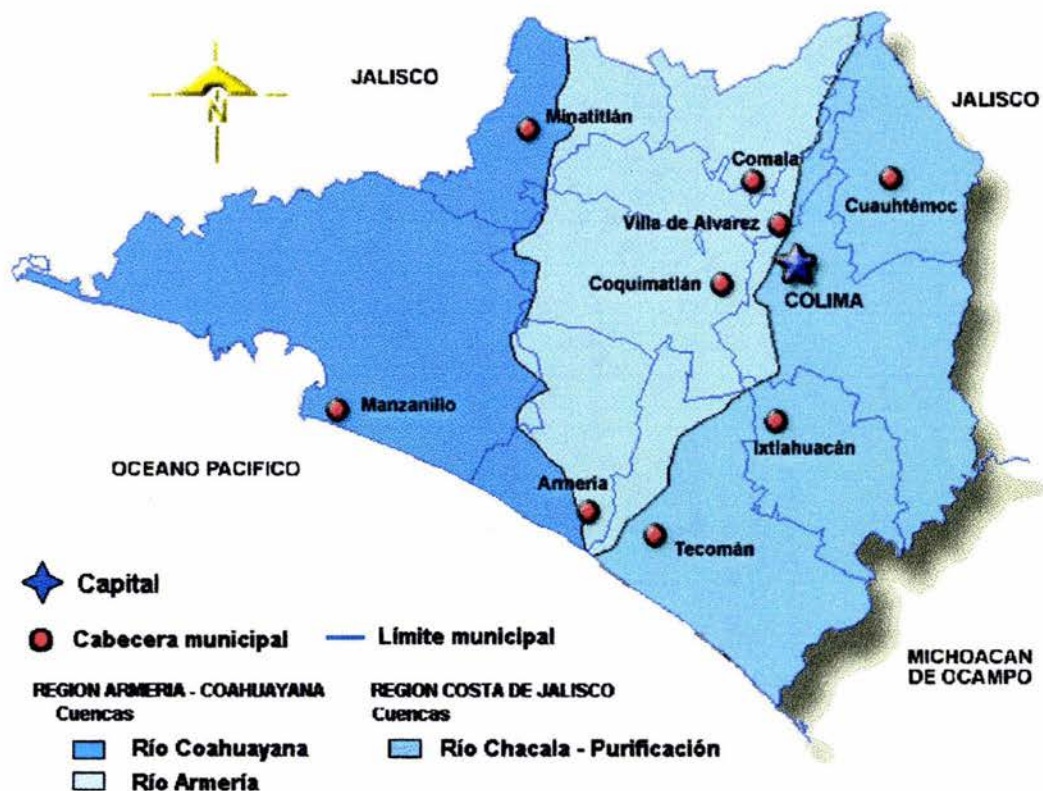 JALISCO
N
Minatitlán
JALISCO
Comala
Cuauhtémoc
Villa de Alvarez
Coquimatlán
COLIMA
Manzanillo
Ixtlahuacán
OCEANO PACIFICO
Armería
Tecomán
Capital
Cabecera municipal
Límite municipal
MICHOACAN
DE OCAMPO
REGION ARMERIA - COAHUAYANA
Cuencas
Río Coahuayana
Río Armería
REGION COSTA DE JALISCO
Cuencas
Río Chacala - Purificación